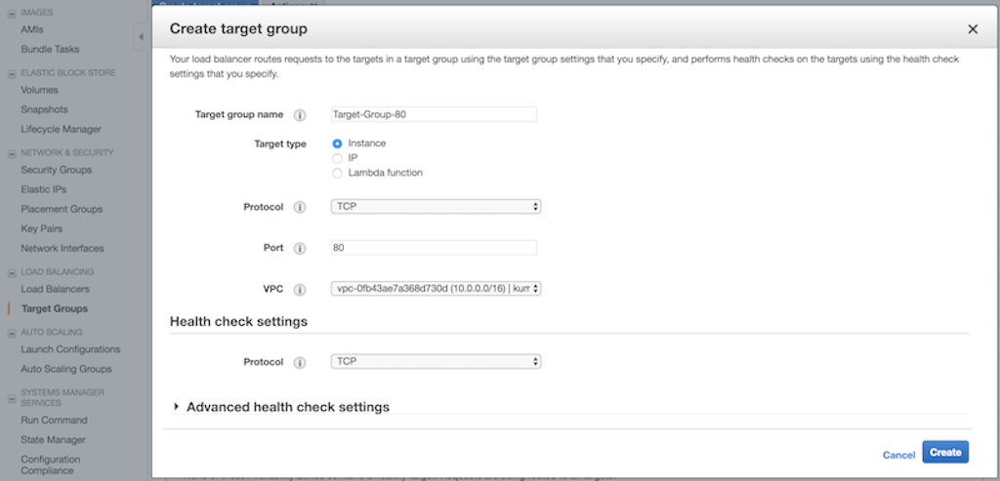 IMAGES
AMIs
Bundle Tasks
ELASTIC BLOCK STORE
Volumes
Snapshots
Lifecycle Manager
NETWORK & SECURITY
Security Groups
Elastic IPs
Placement Groups
Key Pairs
Network Interfaces
LOAD BALANCING
Load Balancers
Target Groups
AUTO SCALING
Launch Configurations
Auto Scaling Groups
SYSTEMS MANAGER
SERVICES
Run Command
State Manager
Configuration
Compliance
Create target group
Your load balancer routes requests to the targets in a target group using the target group settings that you specify, and performs health checks on the targets using the health check
settings that you specify.
Target group name Target-Group-80
Target type Instance
IP
Lambda function
Protocol TCP
Port 80
VPC vpc-0fb43ae7a368d730d (10.0.0.0/16) | kurr
Health check settings
Protocol TCP
Advanced health check settings
Cancel Create